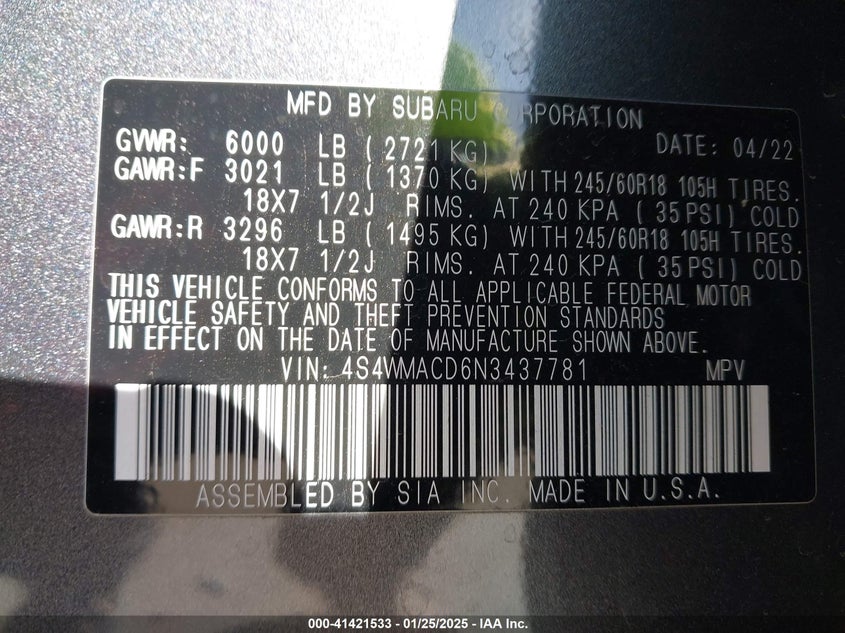 MFD BY SUBARU CORPORATION
GVWR: 6000 LB ( 2721 KG) DATE: 04/22
GAWR:F 3021 LB ( 1370 KG) WITH 245/60R18 105H TIRES.
18X7 1/2J RIMS. AT 240 KPA ( 35 PSI) COLD
GAWR:R 3296 LB ( 1495 KG) WITH 245/60R18 105H TIRES.
18X7 1/2J RIMS. AT 240 KPA ( 35 PSI) COLD
THIS VEHICLE CONFORMS TO ALL APPLICABLE FEDERAL MOTOR
VEHICLE SAFETY AND THEFT PREVENTION STANDARDS
IN EFFECT ON THE DATE OF MANUFACTURE SHOWN ABOVE.
VIN: 4S4WMACD6N3437781 MPV
ASSEMBLED BY SIA INC. MADE IN U.S.A.
000-41421533 - 01/25/2025 - IAA Inc.